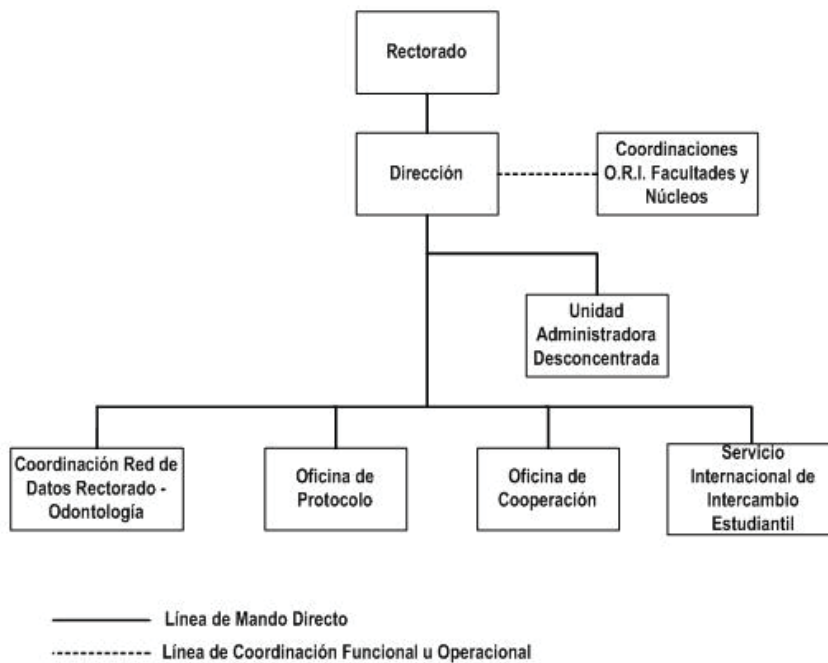 Rectorado
Dirección
Coordinaciones
O.R.I. Facultades y
Núcleos
Unidad
Administradora
Desconcentrada
Coordinación Red de
Datos Rectorado -
Odontología
Oficina de
Protocolo
Oficina de
Cooperación
Servicio
Internacional de
Intercambio
Estudiantil
Línea de Mando Directo
Línea de Coordinación Funcional u Operacional